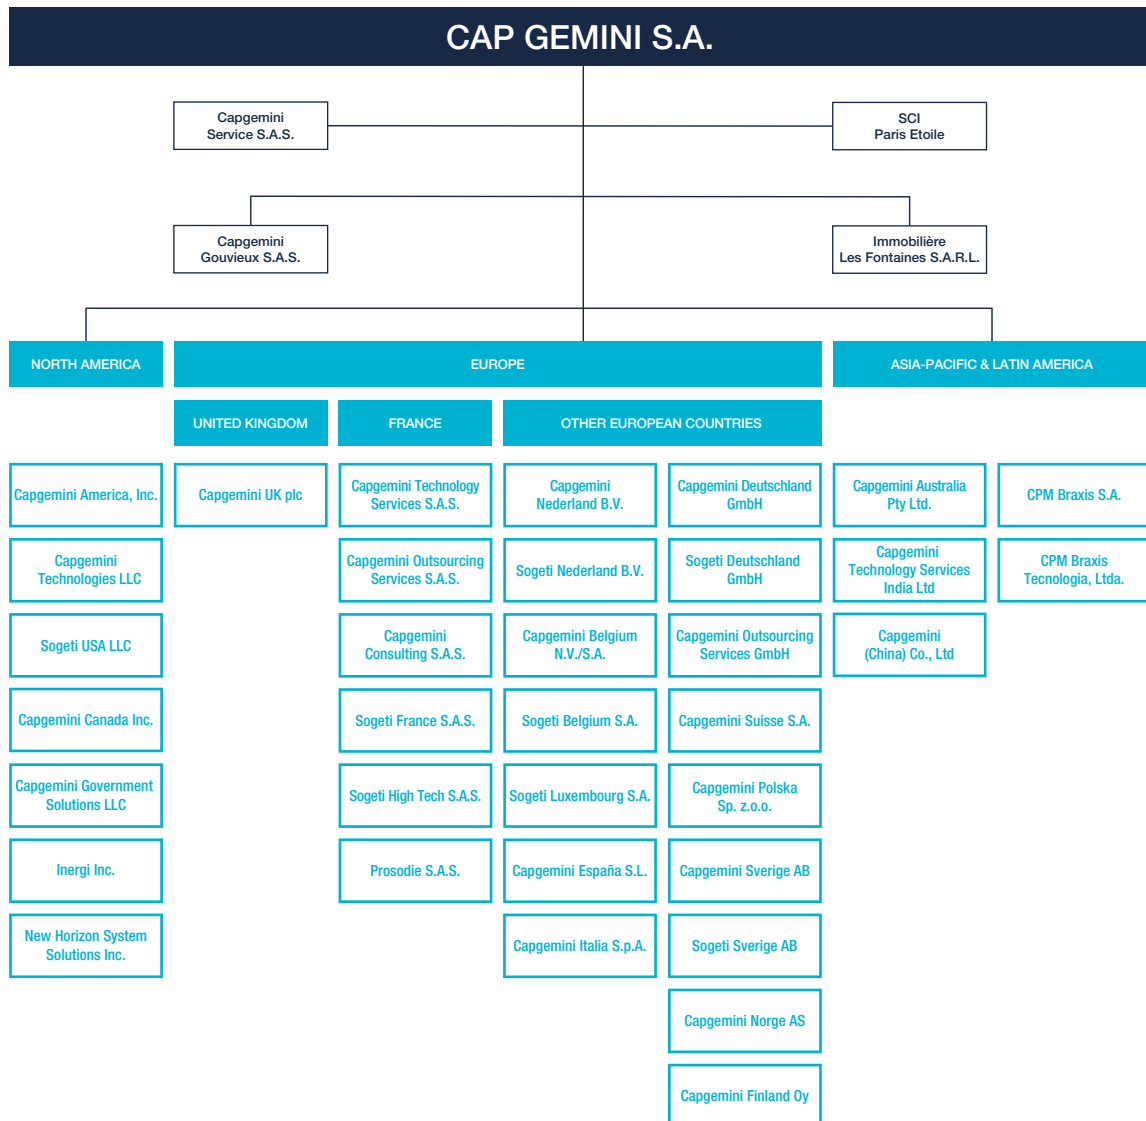 CAP GEMINI S.A.
Capgemini
Service S.A.S.
SCI
Paris Etoile
Capgemini
Gouvieux S.A.S.
Immobilière
Les Fontaines S.A.R.L.
NORTH AMERICA
EUROPE
ASIA-PACIFIC & LATIN AMERICA
UNITED KINGDOM
FRANCE
OTHER EUROPEAN COUNTRIES
Capgemini America, Inc.
Capgemini
Technologies LLC
Sogeti USA LLC
Capgemini Canada Inc.
Capgemini Government
Solutions LLC
Inergi Inc.
New Horizon System
Solutions Inc.
Capgemini UK plc
Capgemini Technology
Services S.A.S.
Capgemini Outsourcing
Services S.A.S.
Capgemini
Consulting S.A.S.
Sogeti France S.A.S.
Sogeti High Tech S.A.S.
Prosodie S.A.S.
Capgemini
Nederland B.V.
Sogeti Nederland B.V.
Capgemini Belgium
N.V./S.A.
Sogeti Belgium S.A.
Sogeti Luxembourg S.A.
Capgemini España S.L.
Capgemini Italia S.p.A.
Capgemini Deutschland
GmbH
Sogeti Deutschland
GmbH
Capgemini Outsourcing
Services GmbH
Capgemini Suisse S.A.
Capgemini Polska
Sp. z.o.o.
Capgemini Sverige AB
Sogeti Sverige AB
Capgemini Norge AS
Capgemini Finland Oy
Capgemini Australia
Pty Ltd.
Capgemini
Technology Services
India Ltd
Capgemini
(China) Co., Ltd
CPM Braxis S.A.
CPM Braxis
Tecnologia, Ltda.